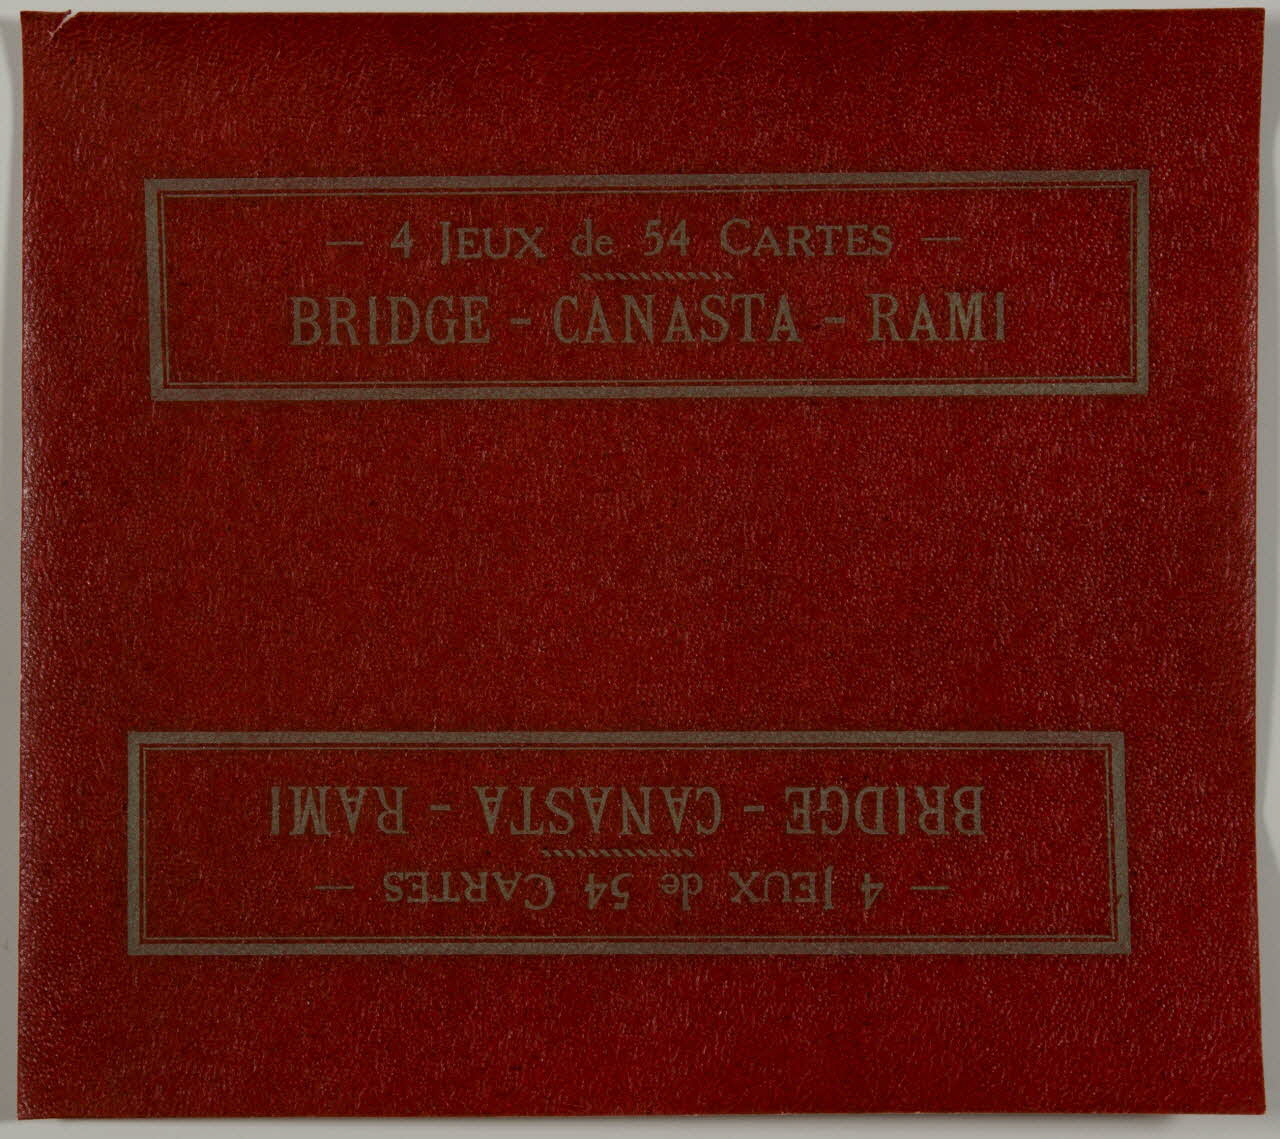 — 4 JEUX de 54 CARTES —
BRIDGE - CANASTA - RAMI
— 4 JEUX de 54 CARTES —
BRIDGE - CANASTA - RAMI